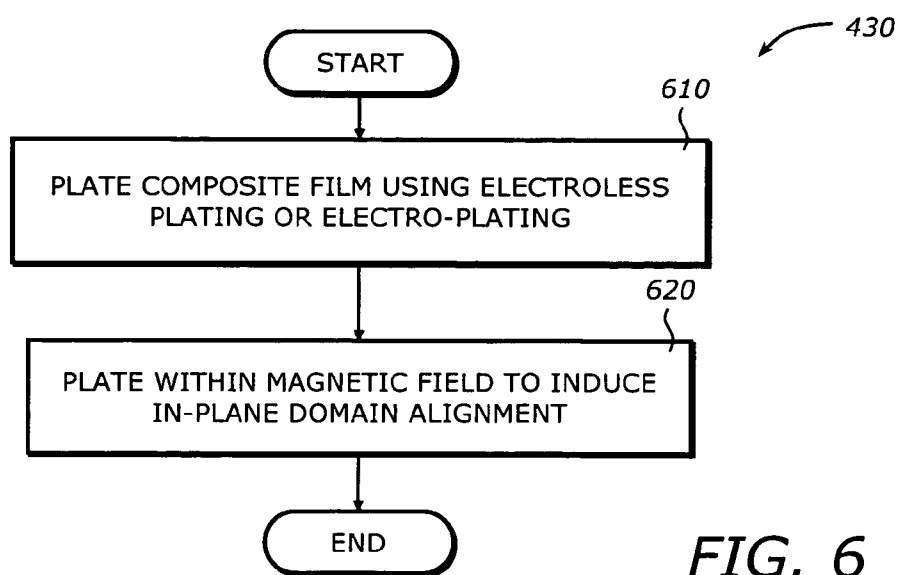 430
START
610
PLATE COMPOSITE FILM USING ELECTROLESS
PLATING OR ELECTRO-PLATING
620
PLATE WITHIN MAGNETIC FIELD TO INDUCE
IN-PLANE DOMAIN ALIGNMENT
END
FIG. 6